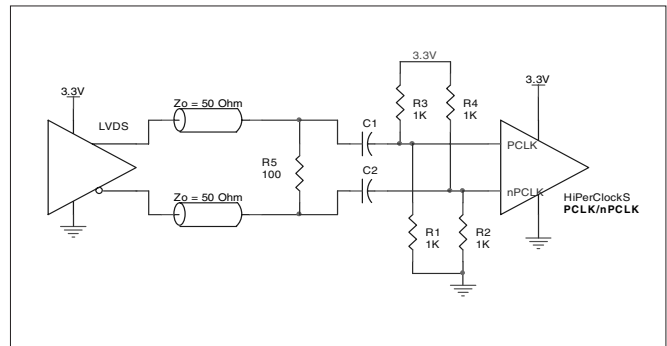 3.3V
3.3V
3.3V
LVDS
Zo = 50 Ohm
C1
R3
1K
R4
1K
PCLK
R5
100
Zo = 50 Ohm
C2
nPCLK
HiPerClockS
PCLK/nPCLK
R1
1K
R2
1K